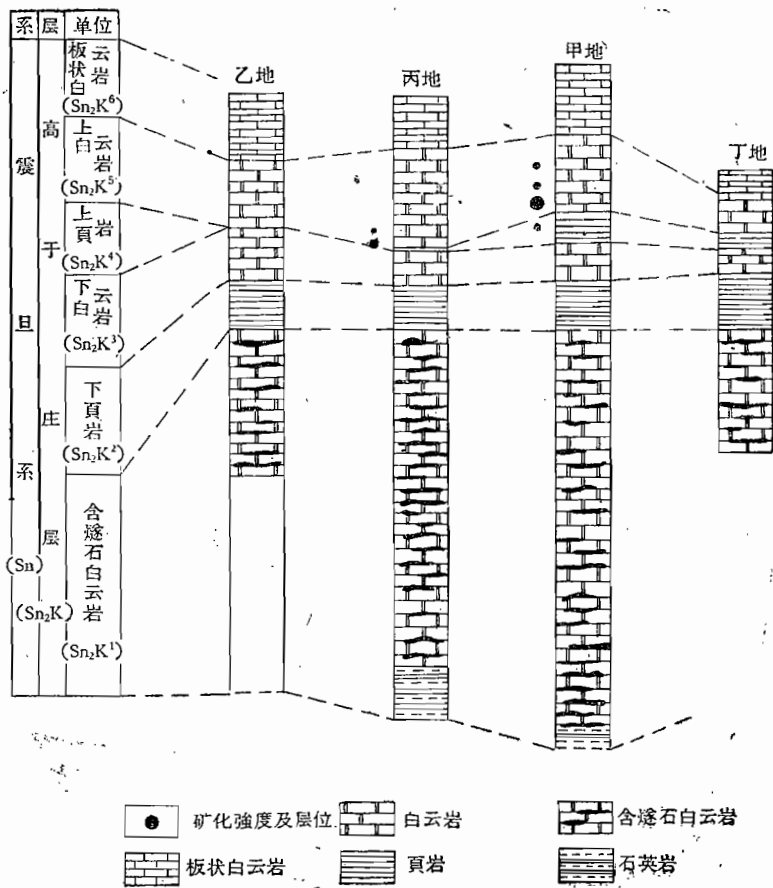 系 层 单位
震旦系
(Sn)
高于庄层
(Sn₂K)
板状白云岩
(Sn₂K⁶)
上白云岩
(Sn₂K⁵)
上頁岩
(Sn₂K⁴)
下白云岩
(Sn₂K³)
下頁岩
(Sn₂K²)
含燧石白云岩
(Sn₂K¹)
乙地
丙地
甲地
丁地
矿化強度及层位
白云岩
含燧石白云岩
板状白云岩
頁岩
石英岩